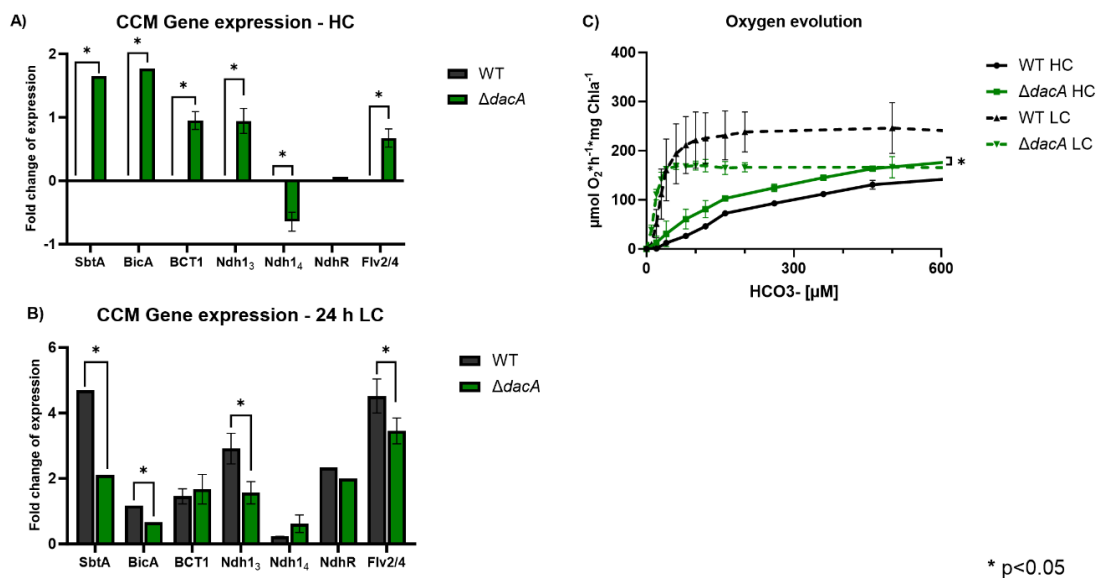 A)
CCM Gene expression - HC
Fold change of expression
2
1
0
-1
*
*
*
*
*
*
SbtA BicA BCT1 Ndh1₃ Ndh1₄ NdhR Flv2/4
WT
ΔdacA
B)
CCM Gene expression - 24 h LC
Fold change of expression
6
4
2
0
*
*
*
*
SbtA BicA BCT1 Ndh1₃ Ndh1₄ NdhR Flv2/4
WT
ΔdacA
C)
Oxygen evolution
µmol O₂*h⁻¹*mg Chla⁻¹
400
300
200
100
0
0 300 600
HCO3- [µM]
*
WT HC
ΔdacA HC
WT LC
ΔdacA LC
* p<0.05